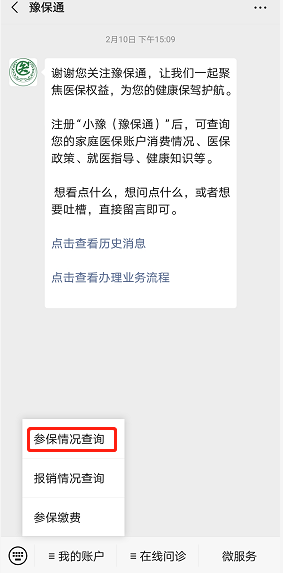 豫保通
2月10日 下午15:09
谢谢您关注豫保通，让我们一起聚
焦医保权益，为您的健康保驾护航。
注册“小豫（豫保通）”后，可查询
您的家庭医保账户消费情况、医保
政策、就医指导、健康知识等。
想看点什么，想问点什么，或者想
要吐槽，直接留言即可。
点击查看历史消息
点击查看办理业务流程
参保情况查询
报销情况查询
参保缴费
我的账户 在线问诊 微服务